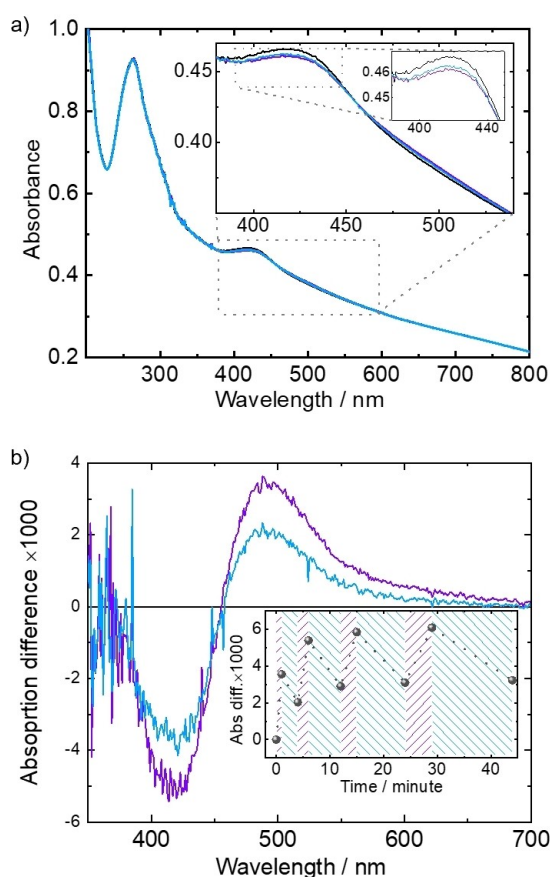 a)
1.0
0.8
0.6
0.4
0.2
Absorbance
300 400 500 600 700 800
Wavelength / nm
0.45
0.40
400 450 500
0.46
0.45
400 440
b)
4
2
0
-2
-4
-6
Absoprtion difference ×1000
400 500 600 700
Wavelength / nm
6
4
2
0
Abs diff.×1000
0 10 20 30 40
Time / minute